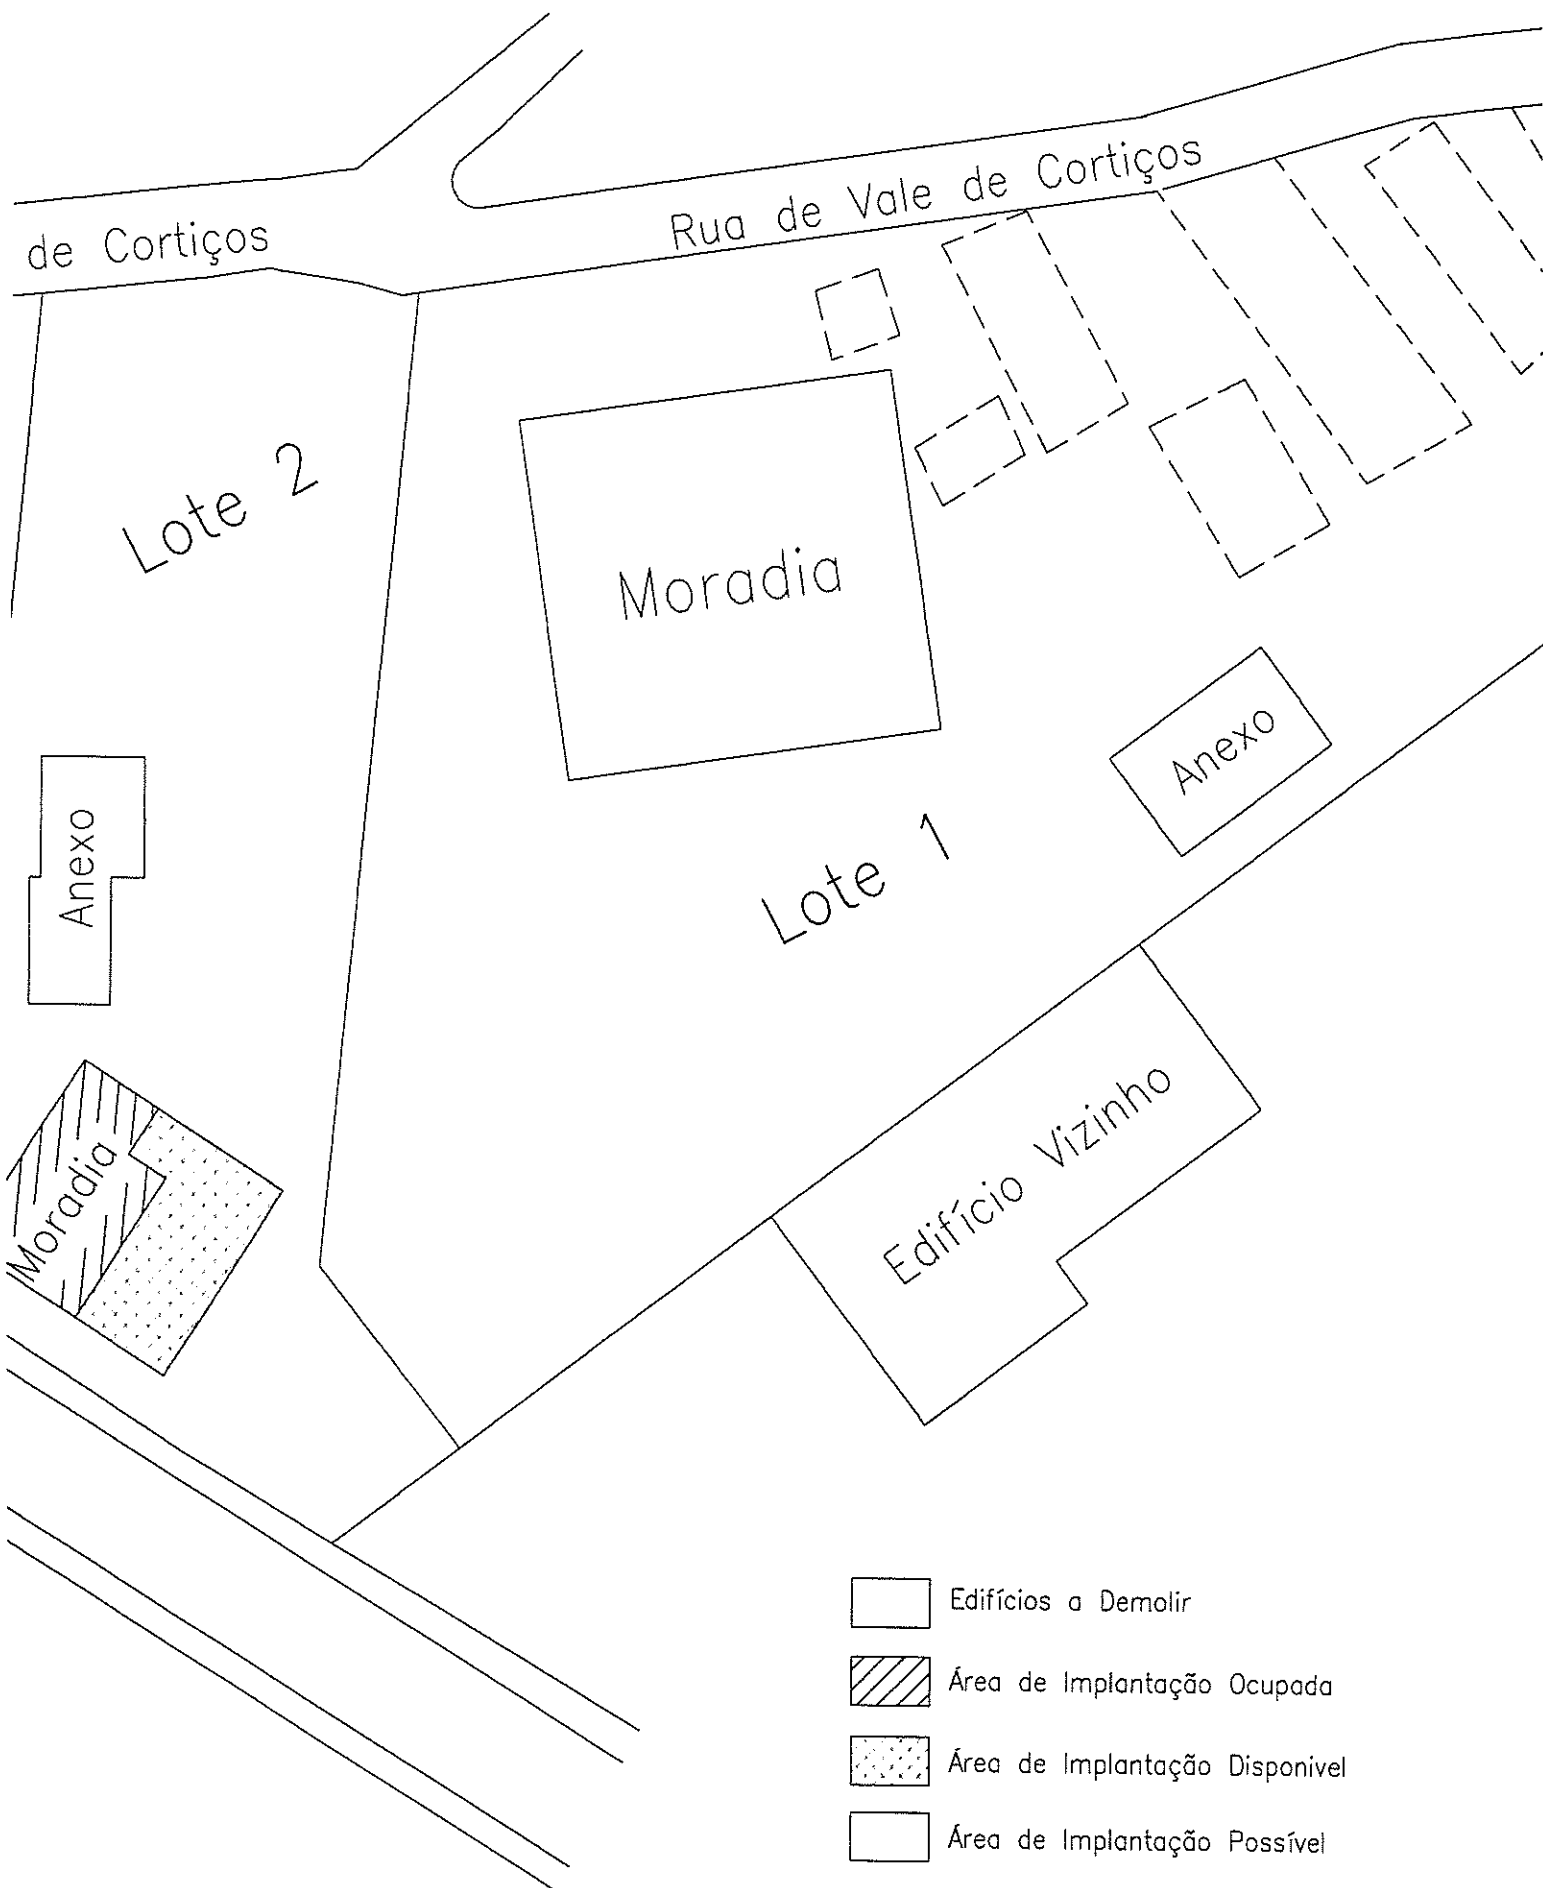 de Cortiços
Rua de Vale de Cortiços
Lote 2
Moradia
Anexo
Anexo
Lote 1
Moradia
Edifício Vizinho
Edifícios a Demolir
Área de Implantação Ocupada
Área de Implantação Disponivel
Área de Implantação Possível